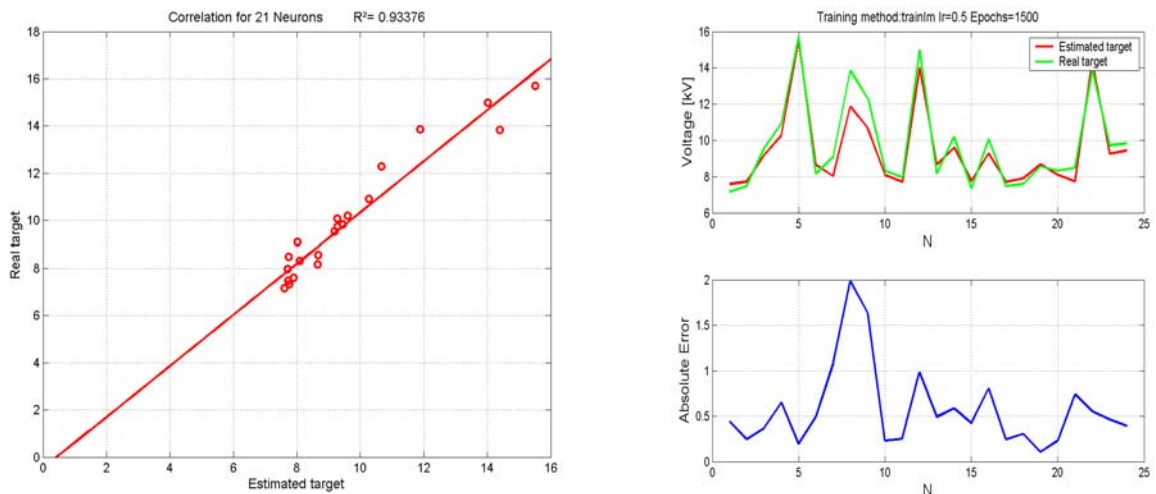 Correlation for 21 Neurons R²= 0.93376
18
16
14
12
10
8
6
4
2
0
Real target
0 2 4 6 8 10 12 14 16
Estimated target
Training method:trainlm lr=0.5 Epochs=1500
16
14
12
10
8
6
Voltage [kV]
Estimated target
Real target
0 5 10 15 20 25
N
2
1.5
1
0.5
0
Absolute Error
0 5 10 15 20 25
N